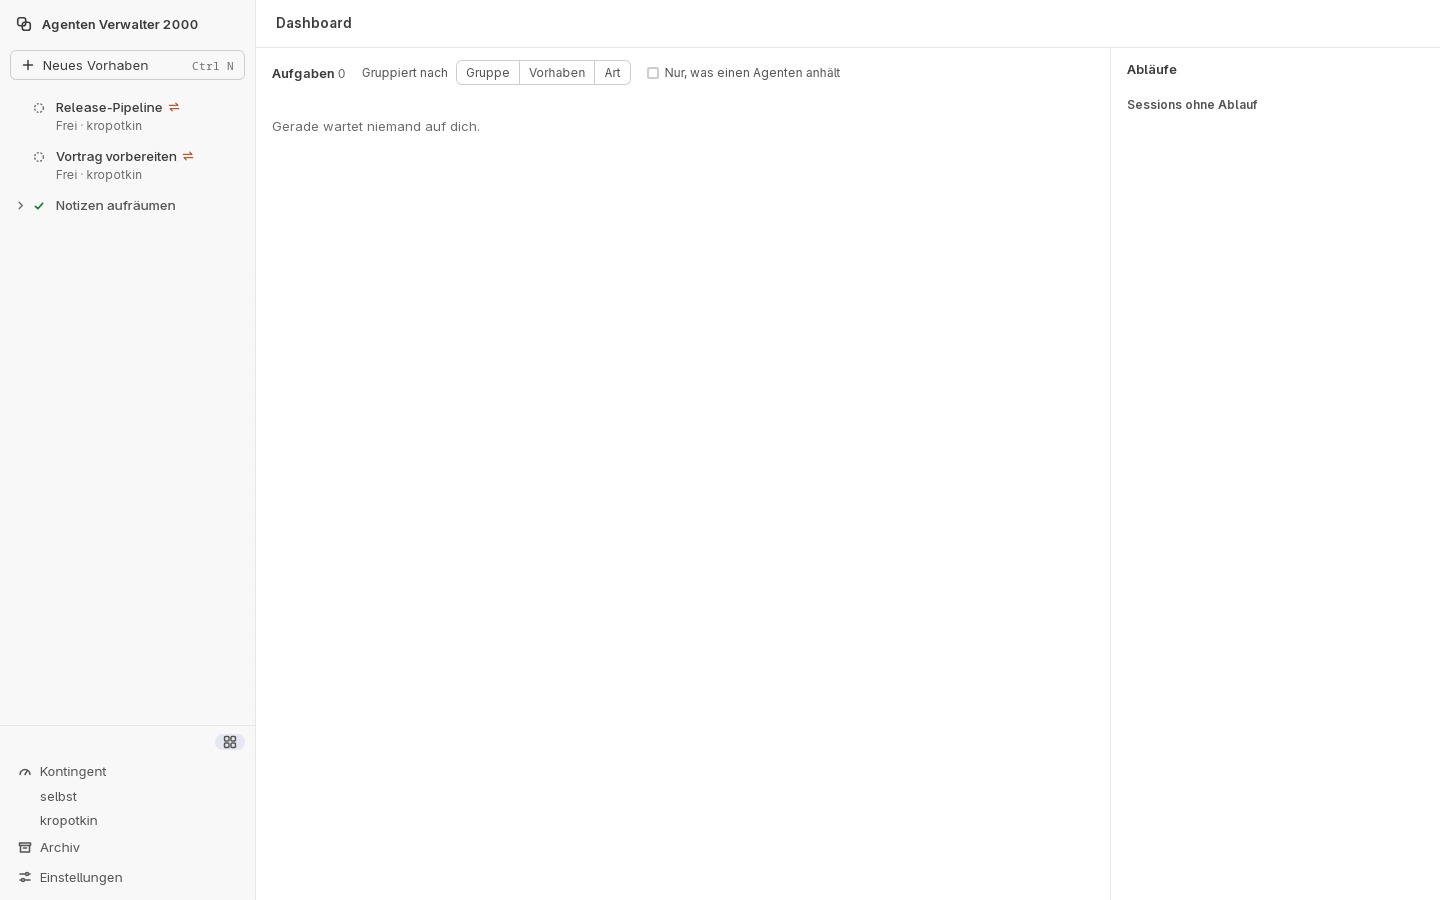 Agenten Verwalter 2000
Neues Vorhaben Ctrl N
Release-Pipeline
Frei · kropotkin
Vortrag vorbereiten
Frei · kropotkin
Notizen aufräumen
Kontingent
selbst
kropotkin
Archiv
Einstellungen
Dashboard
Aufgaben 0 Gruppiert nach Gruppe Vorhaben Art Nur, was einen Agenten anhält
Gerade wartet niemand auf dich.
Abläufe
Sessions ohne Ablauf